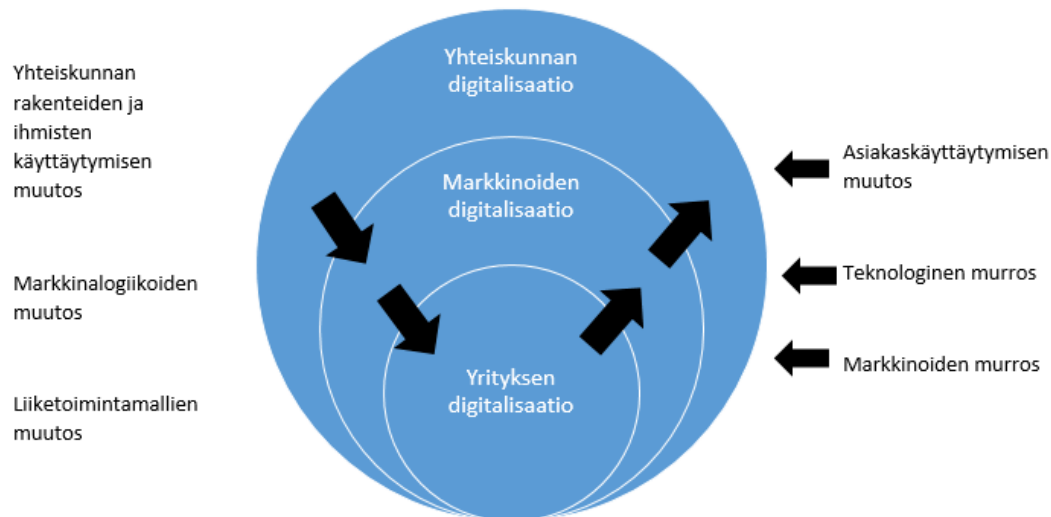 Yhteiskunnan
rakenteiden ja
ihmisten
käyttäytymisen
muutos
Markkinalogiikoiden
muutos
Liiketoimintamallien
muutos
Yhteiskunnan
digitalisaatio
Markkinoiden
digitalisaatio
Yrityksen
digitalisaatio
Asiakaskäyttäytymisen
muutos
Teknologinen murros
Markkinoiden murros